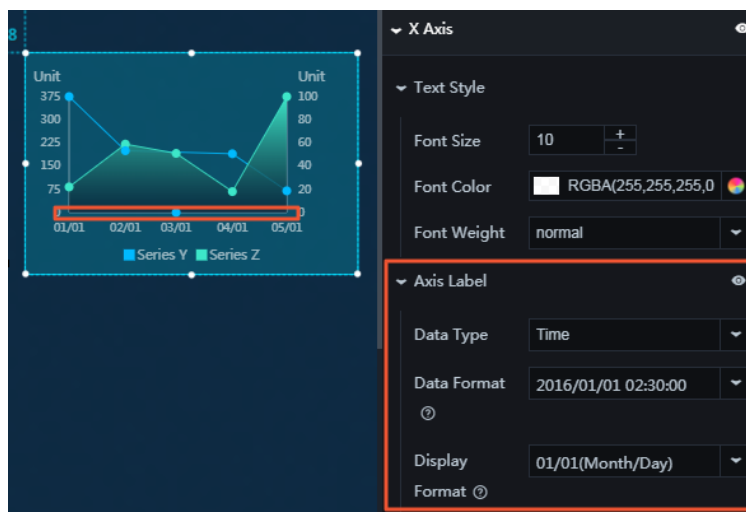 8
Unit Unit
375 100
300 80
225 60
150 40
75 20
0 0
01/01 02/01 03/01 04/01 05/01
Series Y Series Z
X Axis
Text Style
Font Size 10 + -
Font Color RGBA(255,255,255,0
Font Weight normal
Axis Label
Data Type Time
Data Format 2016/01/01 02:30:00
?
Display 01/01(Month/Day)
Format ?